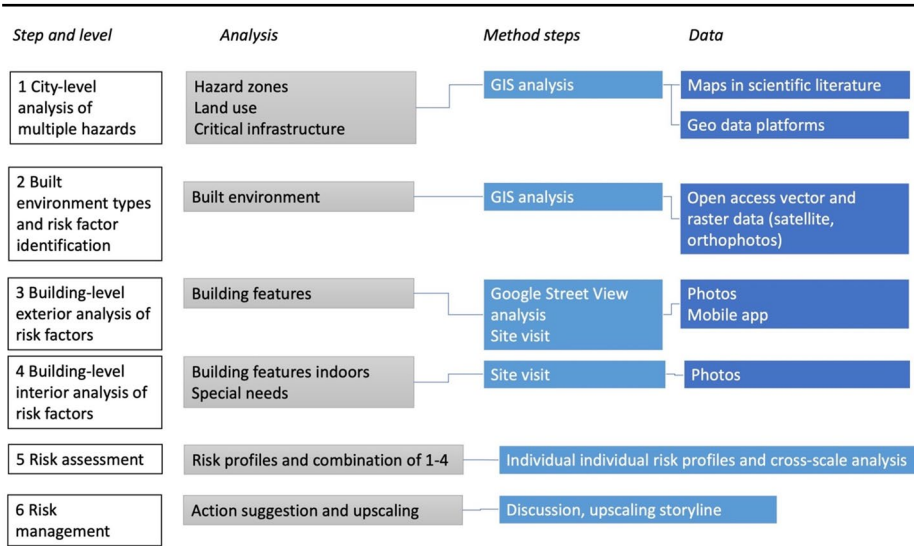 Step and level
Analysis
Method steps
Data
1 City-level
analysis of
multiple hazards
Hazard zones
Land use
Critical infrastructure
GIS analysis
Maps in scientific literature
Geo data platforms
2 Built
environment types
and risk factor
identification
Built environment
GIS analysis
Open access vector and
raster data (satellite,
orthophotos)
3 Building-level
exterior analysis of
risk factors
Building features
Google Street View
analysis
Site visit
Photos
Mobile app
4 Building-level
interior analysis of
risk factors
Building features indoors
Special needs
Site visit
Photos
5 Risk assessment
Risk profiles and combination of 1-4
Individual individual risk profiles and cross-scale analysis
6 Risk
management
Action suggestion and upscaling
Discussion, upscaling storyline